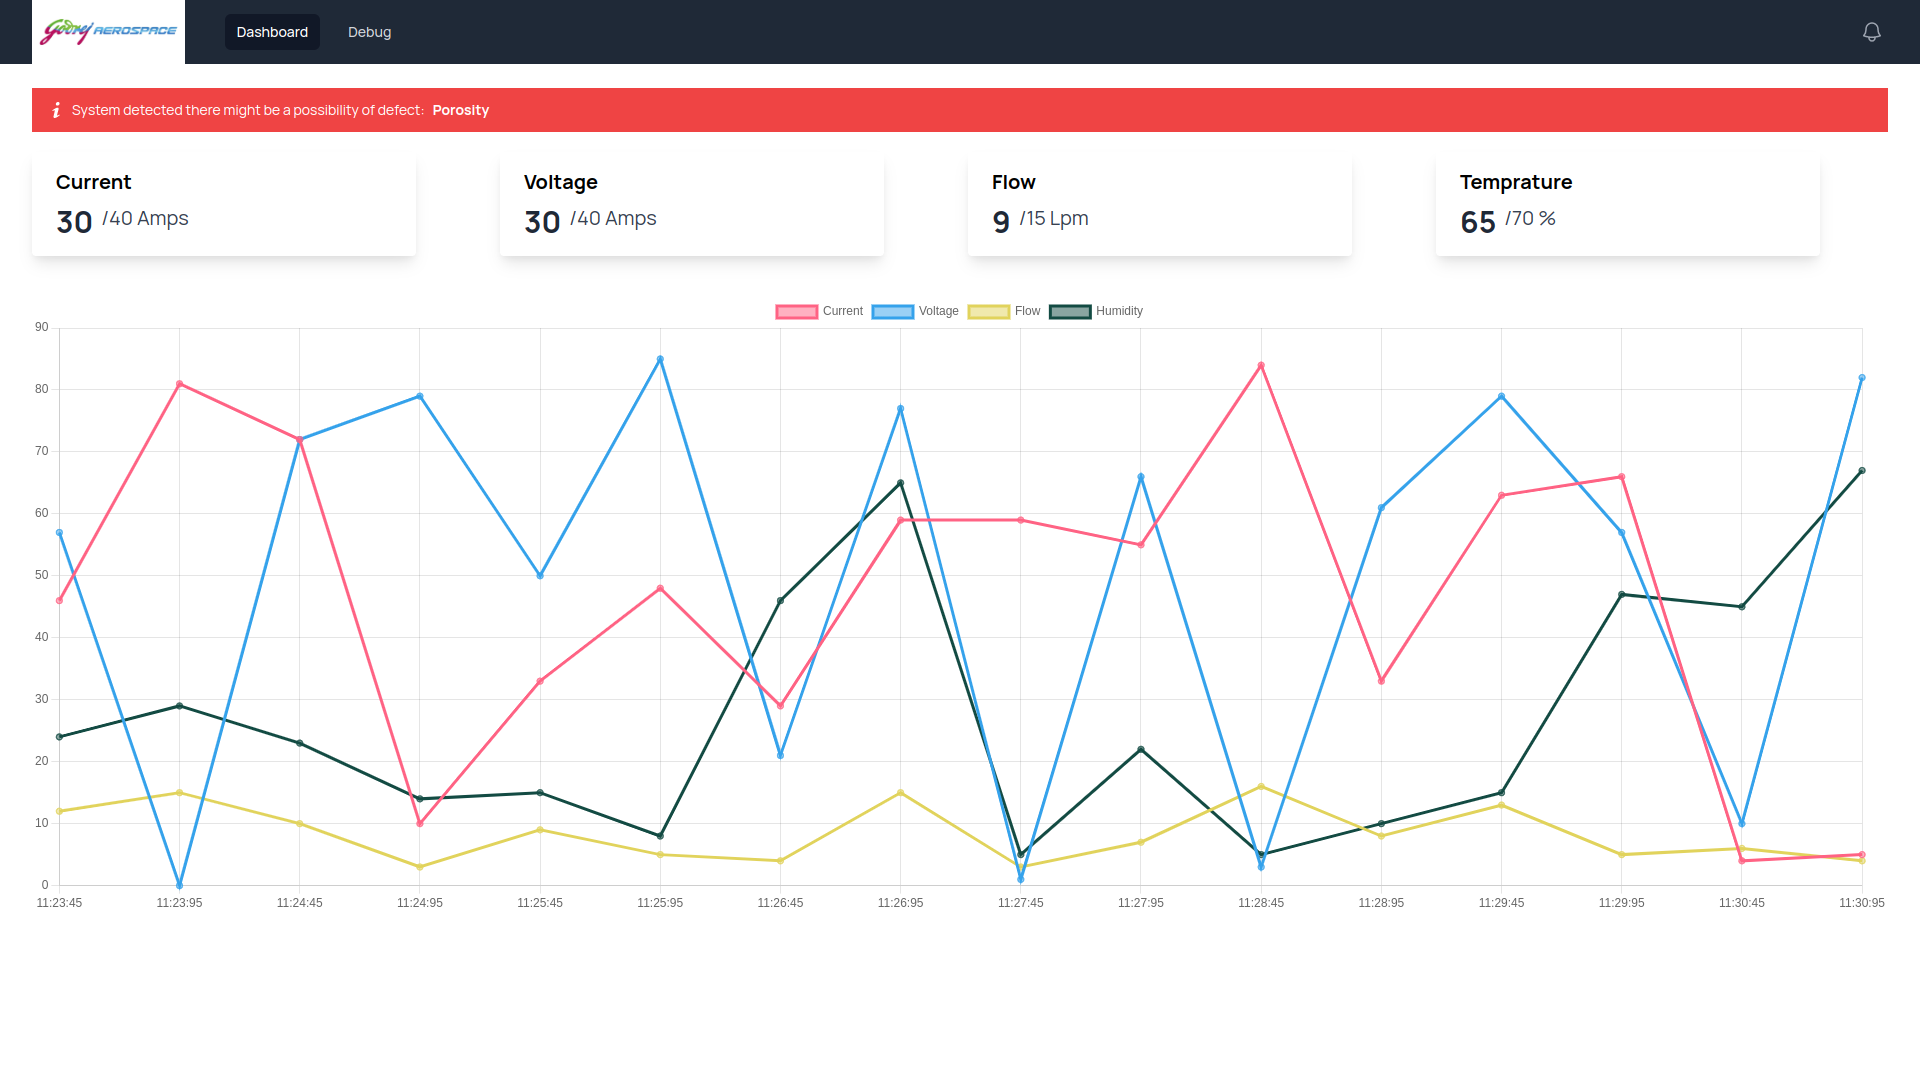 Godrej AEROSPACE
Dashboard
Debug
System detected there might be a possibility of defect: Porosity
Current
30 /40 Amps
Voltage
30 /40 Amps
Flow
9 /15 Lpm
Temprature
65 /70 %
Current Voltage Flow Humidity
90
80
70
60
50
40
30
20
10
0
11:23:45 11:23:95 11:24:45 11:24:95 11:25:45 11:25:95 11:26:45 11:26:95 11:27:45 11:27:95 11:28:45 11:28:95 11:29:45 11:29:95 11:30:45 11:30:95